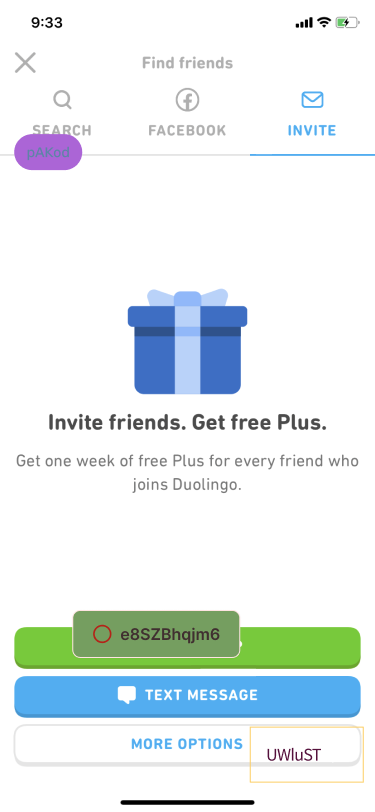 9:33
Find friends
SEARCH
FACEBOOK
INVITE
pAKod
Invite friends. Get free Plus.
Get one week of free Plus for every friend who
joins Duolingo.
e8SZBhqjm6
TEXT MESSAGE
MORE OPTIONS
UWluST